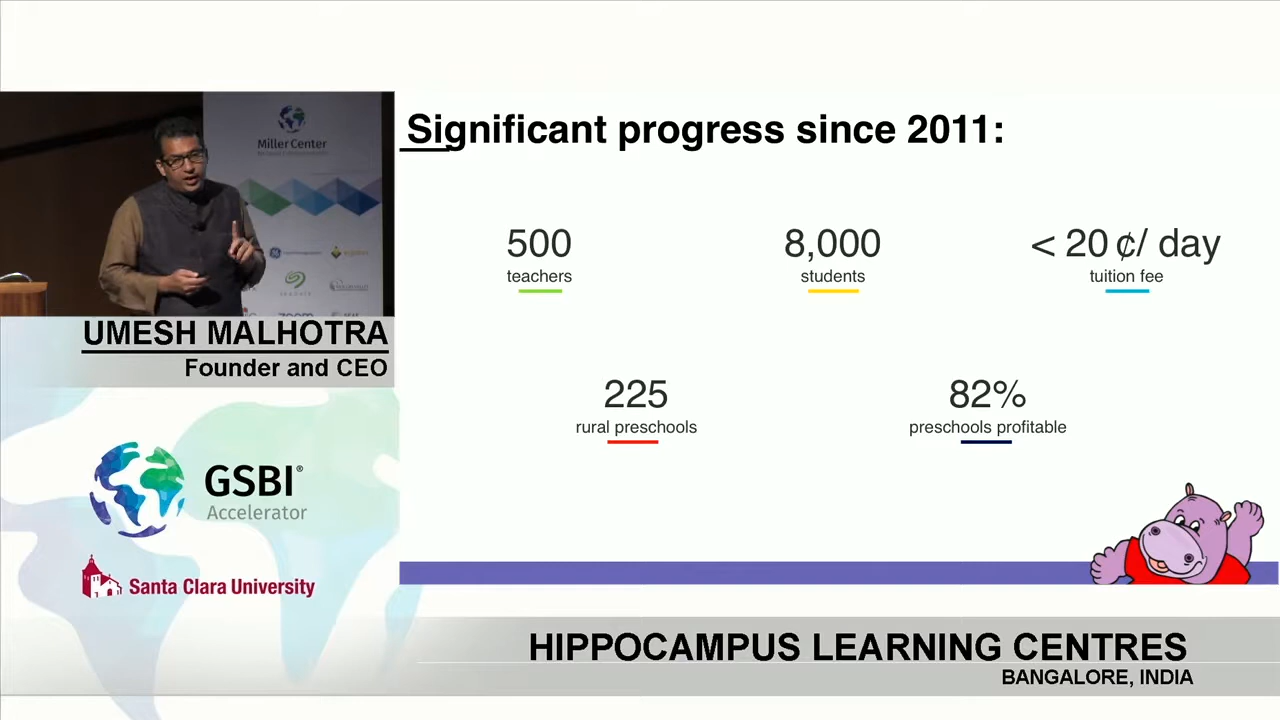 Significant progress since 2011:
500
teachers
8,000
students
< 20 ¢/ day
tuition fee
225
rural preschools
82%
preschools profitable
Miller Center
UMESH MALHOTRA
Founder and CEO
GSBI®
Accelerator
Santa Clara University
HIPPOCAMPUS LEARNING CENTRES
BANGALORE, INDIA